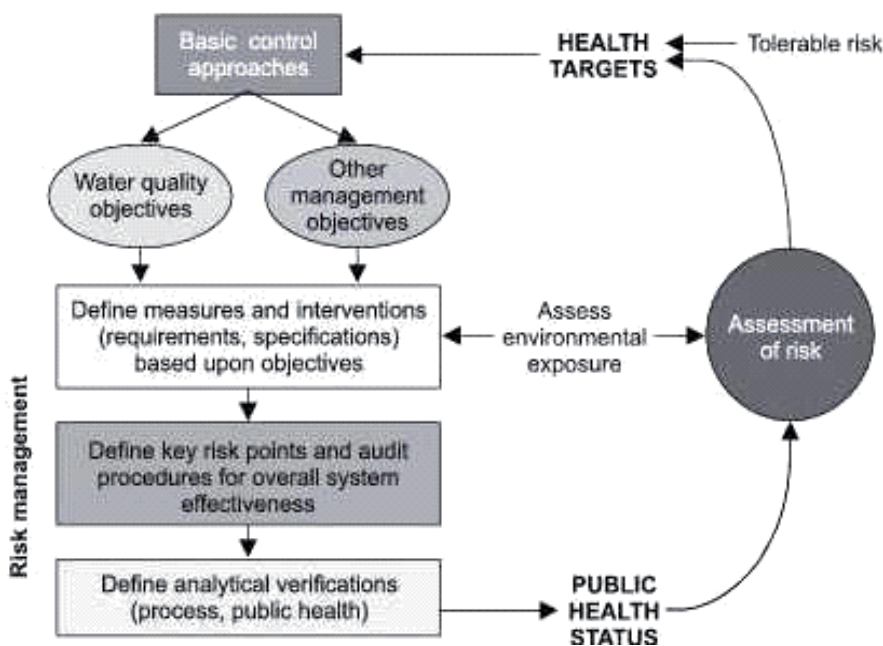 Basic control
approaches
HEALTH
TARGETS
Tolerable risk
Water quality
objectives
Other
management
objectives
Define measures and interventions
(requirements, specifications)
based upon objectives
Assess
environmental
exposure
Assessment
of risk
Risk management
Define key risk points and audit
procedures for overall system
effectiveness
Define analytical verifications
(process, public health)
PUBLIC
HEALTH
STATUS